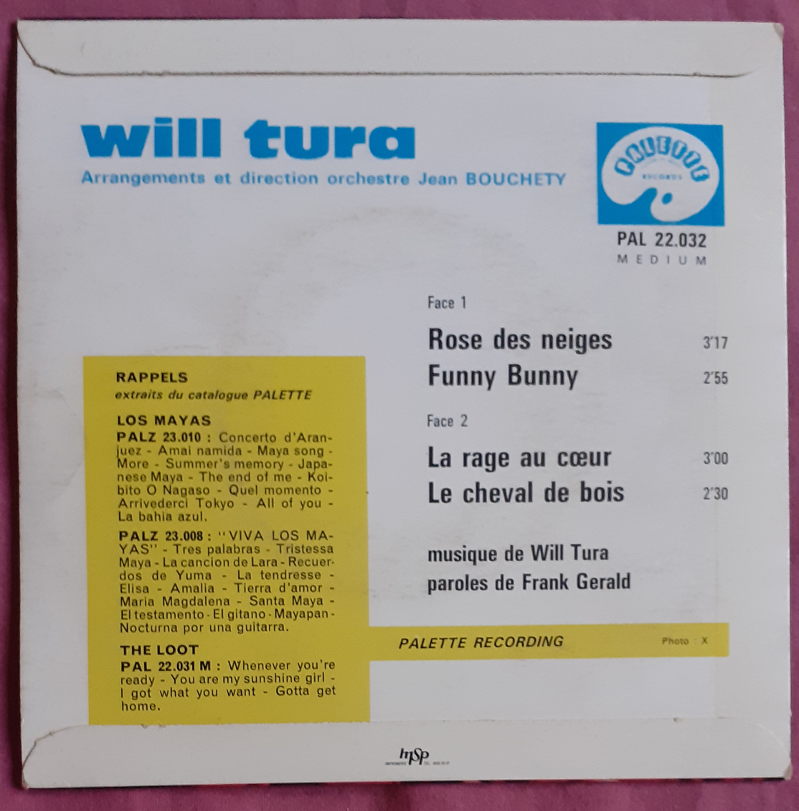 will tura
Arrangements et direction orchestre Jean BOUCHETY
PALETTE
RECORDS
PAL 22.032
MEDIUM
Face 1
Rose des neiges 3'17
Funny Bunny 2'55
Face 2
La rage au cœur 3'00
Le cheval de bois 2'30
musique de Will Tura
paroles de Frank Gerald
RAPPELS
extraits du catalogue PALETTE
LOS MAYAS
PALZ 23.010 : Concerto d'Aran-
juez - Amai namida - Maya song -
More - Summer's memory - Japa-
nese Maya - The end of me - Koi-
bito O Nagaso - Quel momento -
Arrivederci Tokyo - All of you -
La bahia azul.
PALZ 23.008 : "VIVA LOS MA-
YAS" - Tres palabras - Tristessa
Maya - La cancion de Lara - Recuer-
dos de Yuma - La tendresse -
Elisa - Amalia - Tierra d'amor -
Maria Magdalena - Santa Maya -
El testamento - El gitano - Mayapan -
Nocturna por una guitarra.
THE LOOT
PAL 22.031 M : Whenever you're
ready - You are my sunshine girl -
I got what you want - Gotta get
home.
PALETTE RECORDING Photo : X
msp